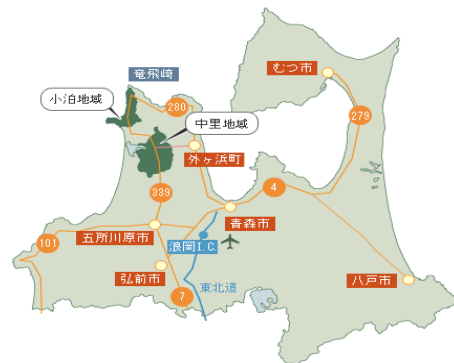 竜飛崎
むつ市
小泊地域
280
中里地域
279
外ヶ浜町
339
4
青森市
101
五所川原市
浪岡I.C.
弘前市
八戸市
7
東北道